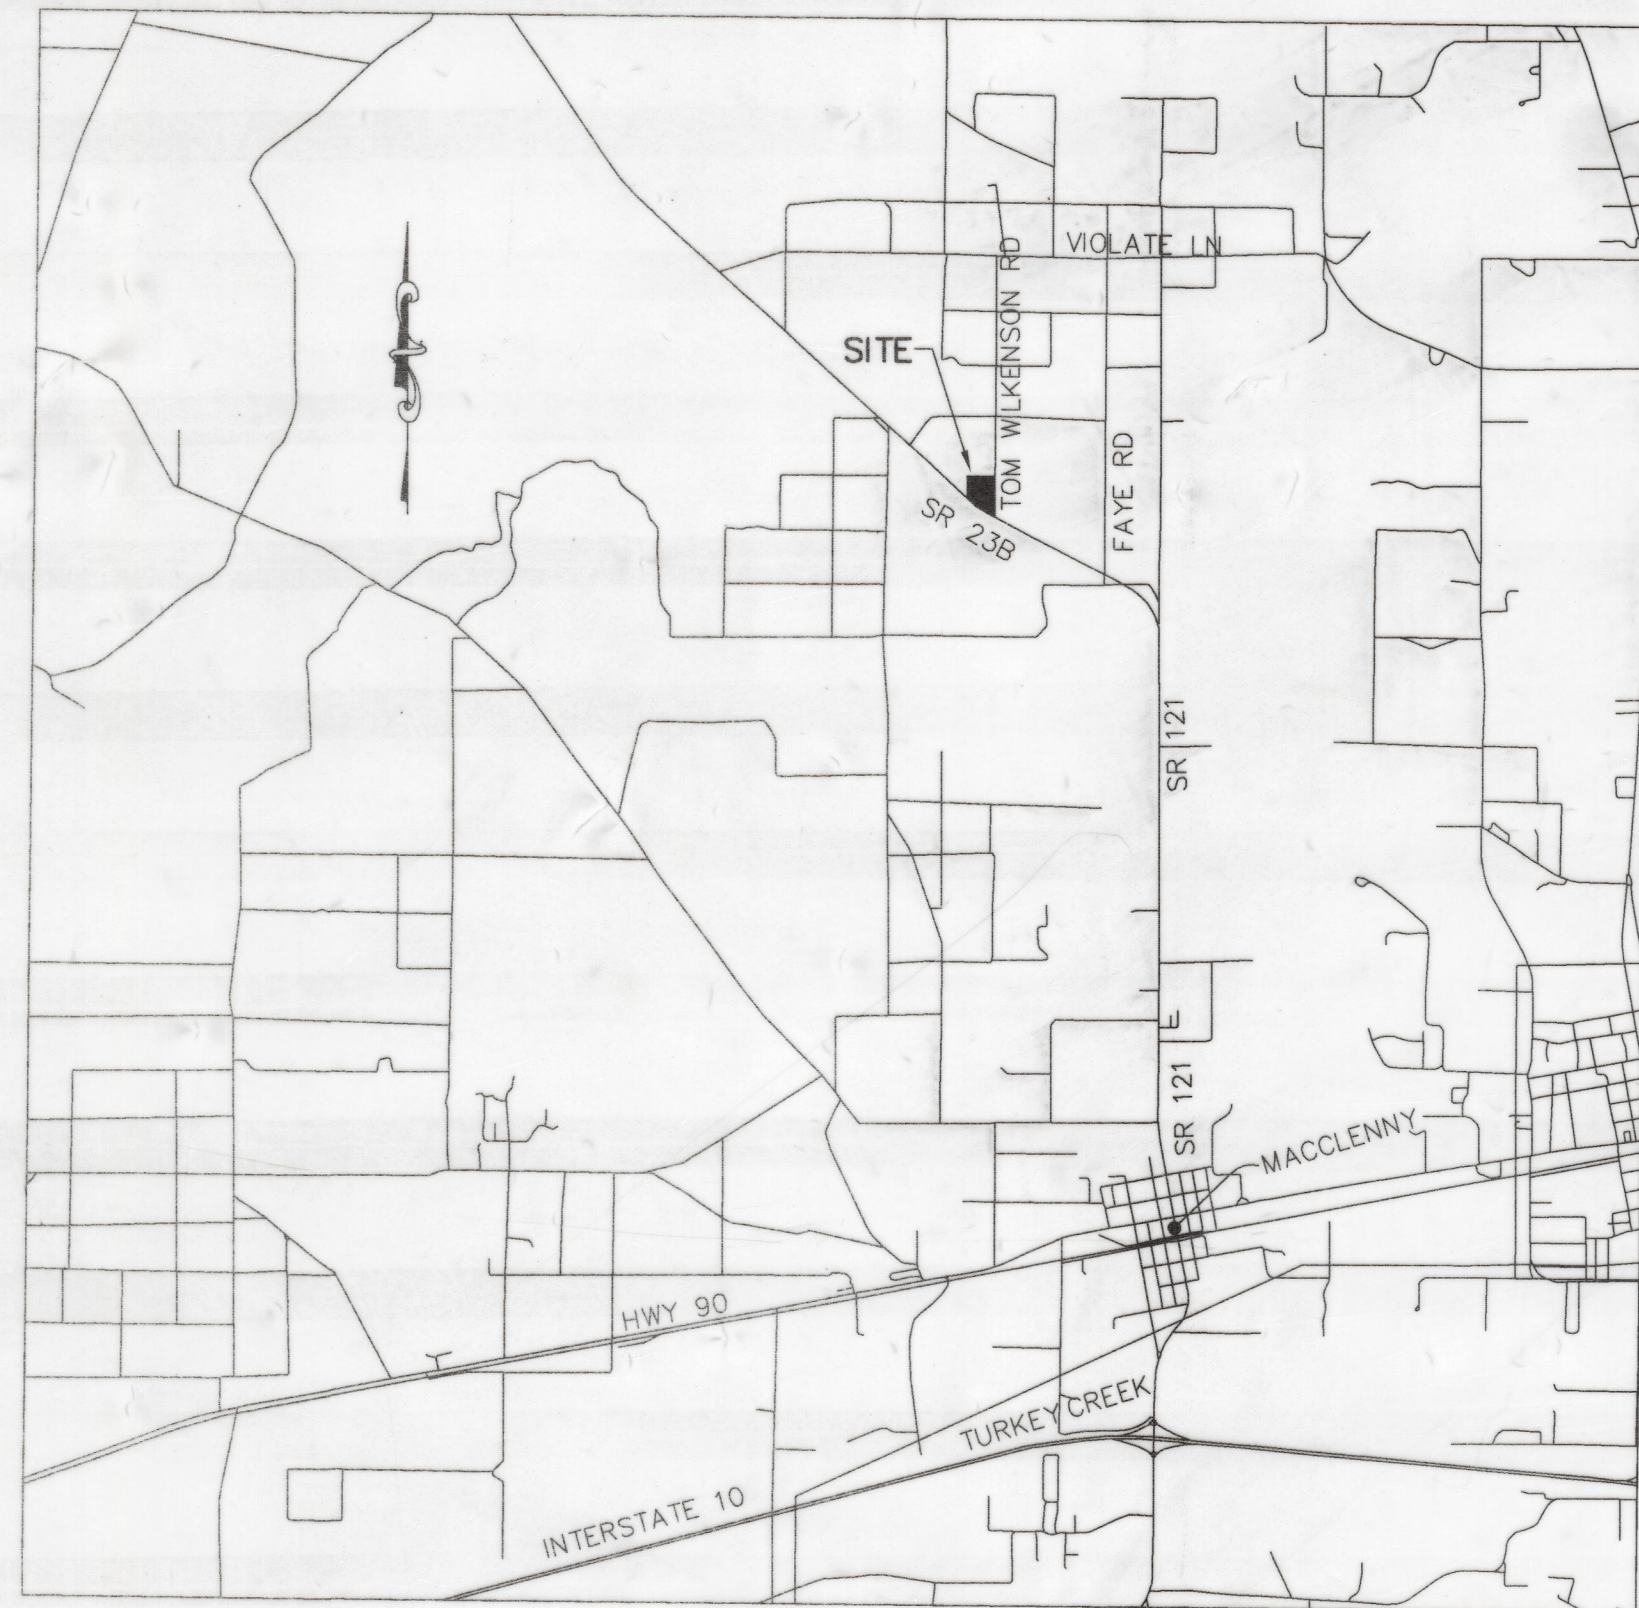 VIOLATE LN
TOM WILKENSON RD
SITE
FAYE RD
SR 23B
SR 121
SR 121
MACCLENNY
HWY 90
TURKEY CREEK
INTERSTATE 10